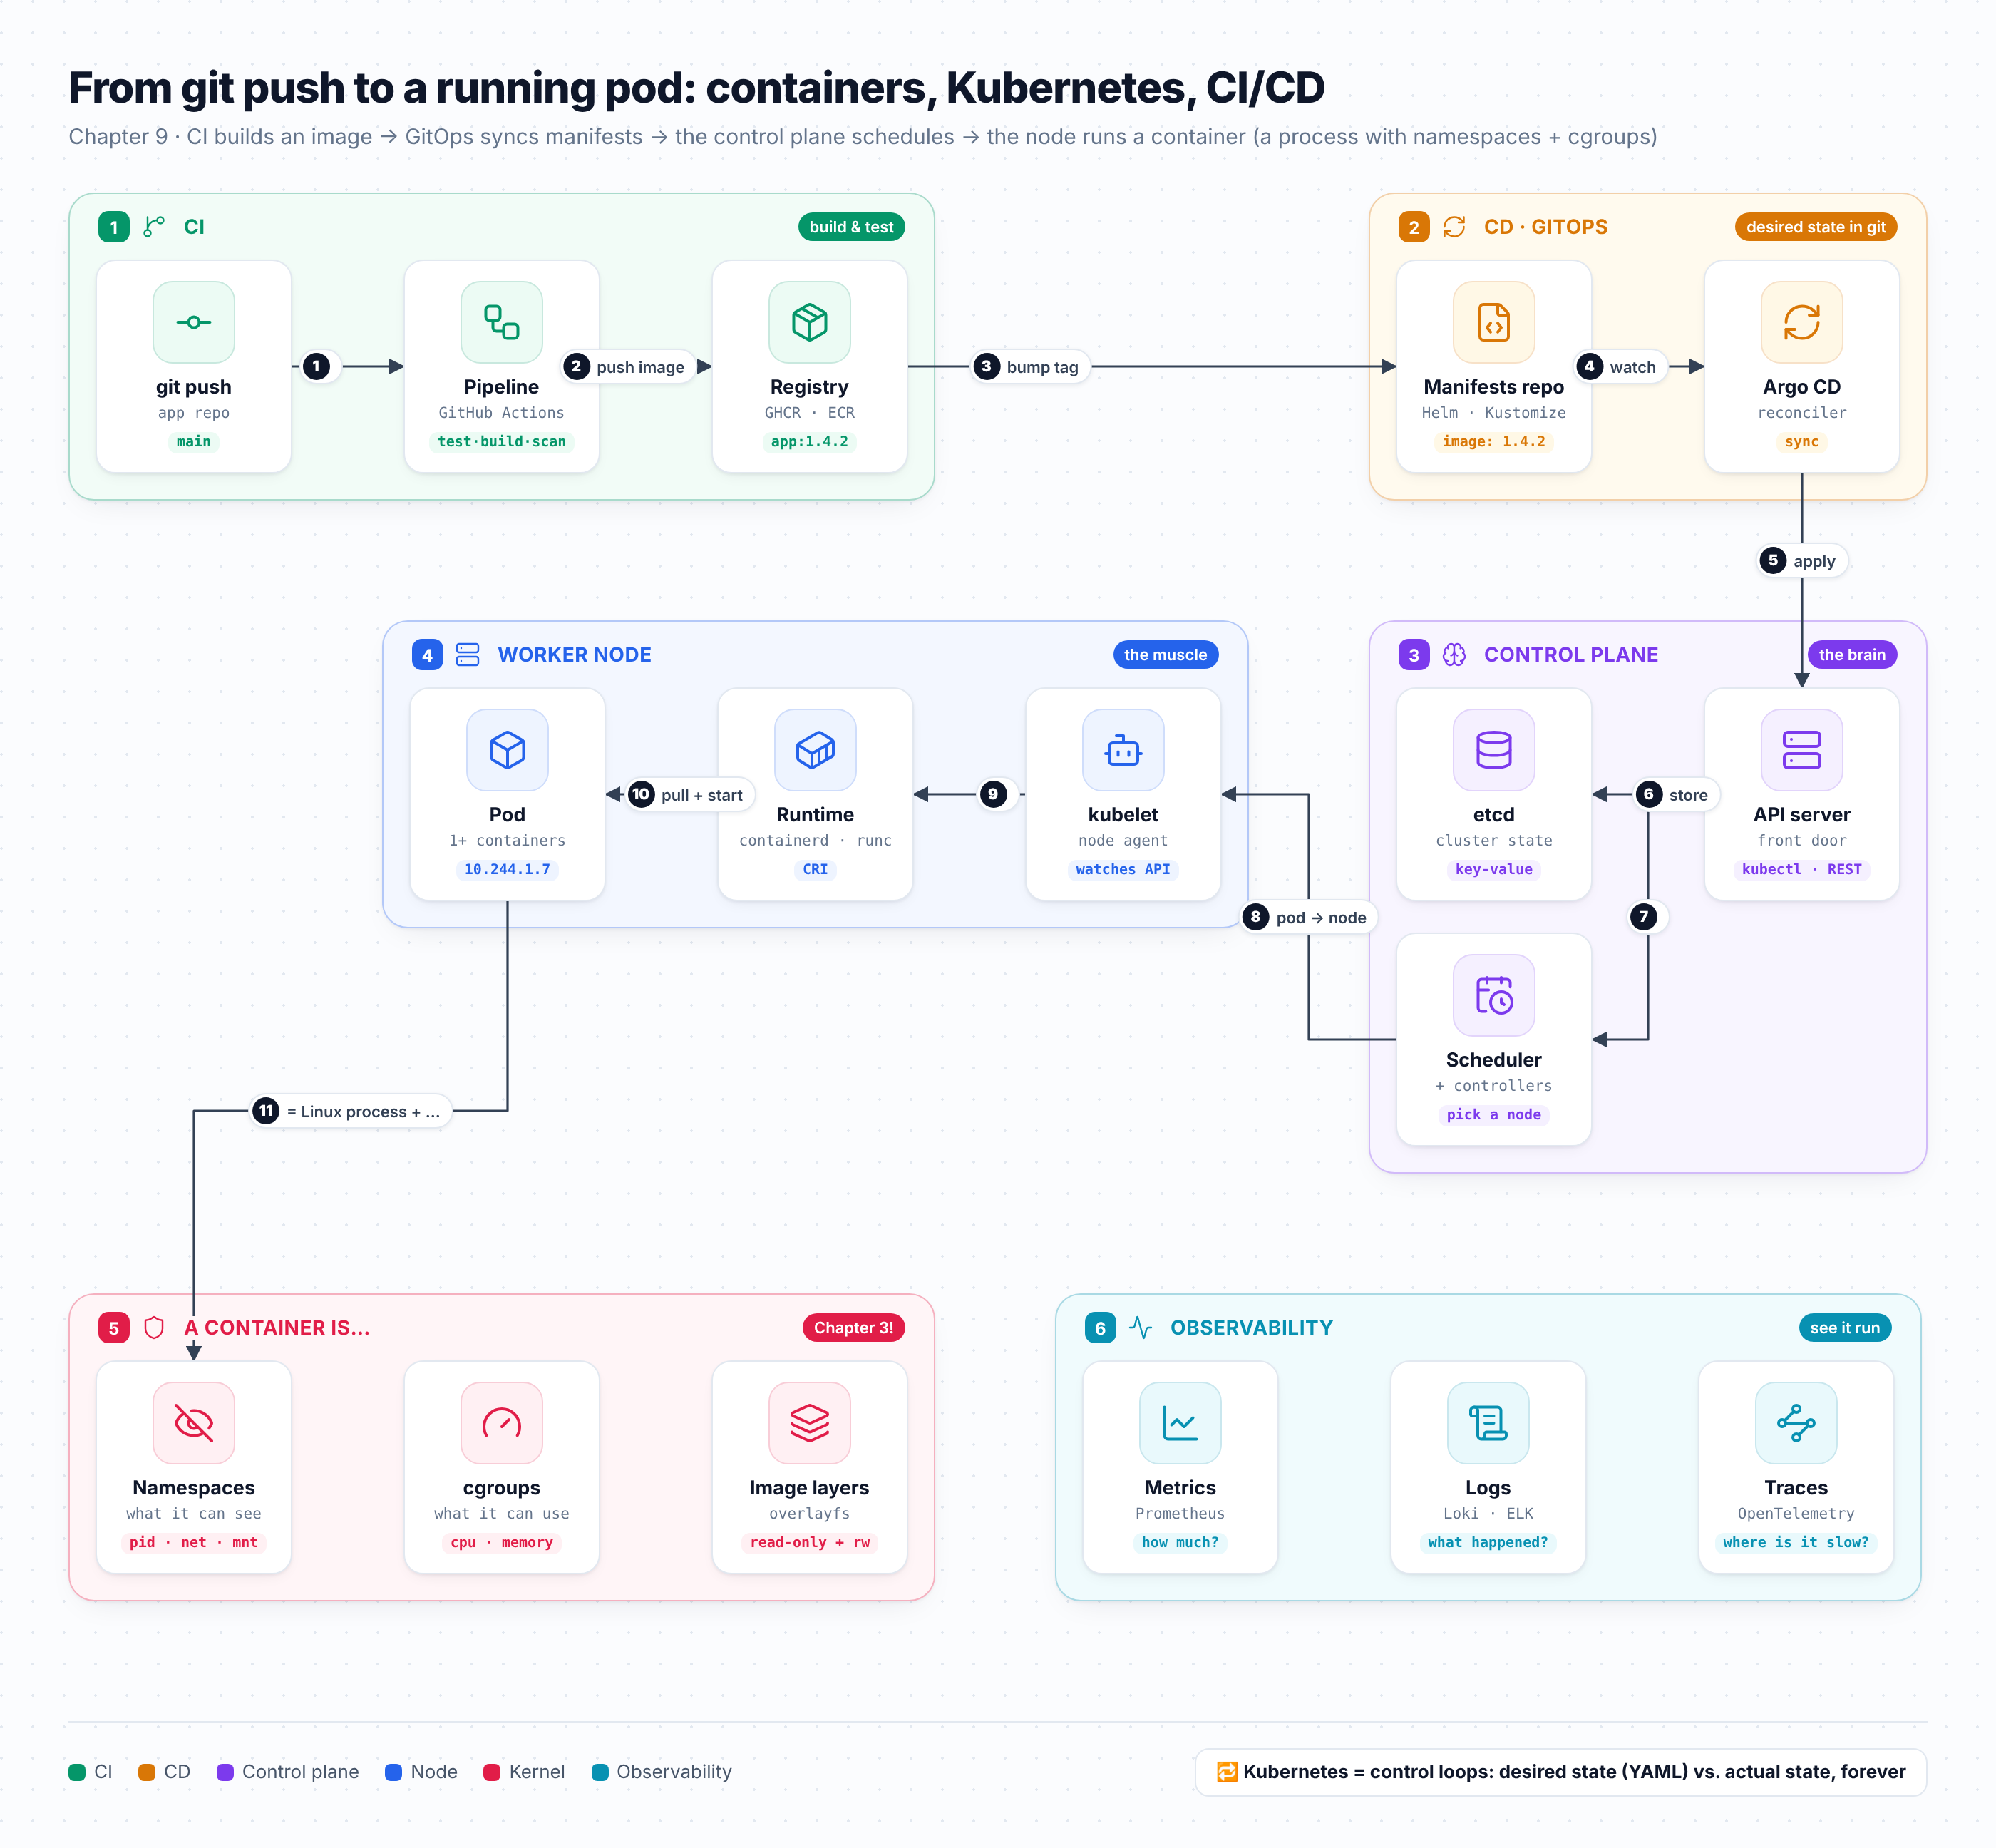 From git push to a running pod: containers, Kubernetes, CI/CD
Chapter 9 · CI builds an image → GitOps syncs manifests → the control plane schedules → the node runs a container (a process with namespaces + cgroups)
1 CI build & test
git push
app repo
main
1
Pipeline
GitHub Actions
test·build·scan
2 push image
Registry
GHCR · ECR
app:1.4.2
3 bump tag
2 CD · GITOPS desired state in git
Manifests repo
Helm · Kustomize
image: 1.4.2
4 watch
Argo CD
reconciler
sync
5 apply
4 WORKER NODE the muscle
Pod
1+ containers
10.244.1.7
10 pull + start
Runtime
containerd · runc
CRI
9
kubelet
node agent
watches API
8 pod → node
3 CONTROL PLANE the brain
etcd
cluster state
key-value
6 store
API server
front door
kubectl · REST
7
Scheduler
+ controllers
pick a node
11 = Linux process + ...
5 A CONTAINER IS... Chapter 3!
Namespaces
what it can see
pid · net · mnt
cgroups
what it can use
cpu · memory
Image layers
overlayfs
read-only + rw
6 OBSERVABILITY see it run
Metrics
Prometheus
how much?
Logs
Loki · ELK
what happened?
Traces
OpenTelemetry
where is it slow?
CI CD Control plane Node Kernel Observability
🔁 Kubernetes = control loops: desired state (YAML) vs. actual state, forever